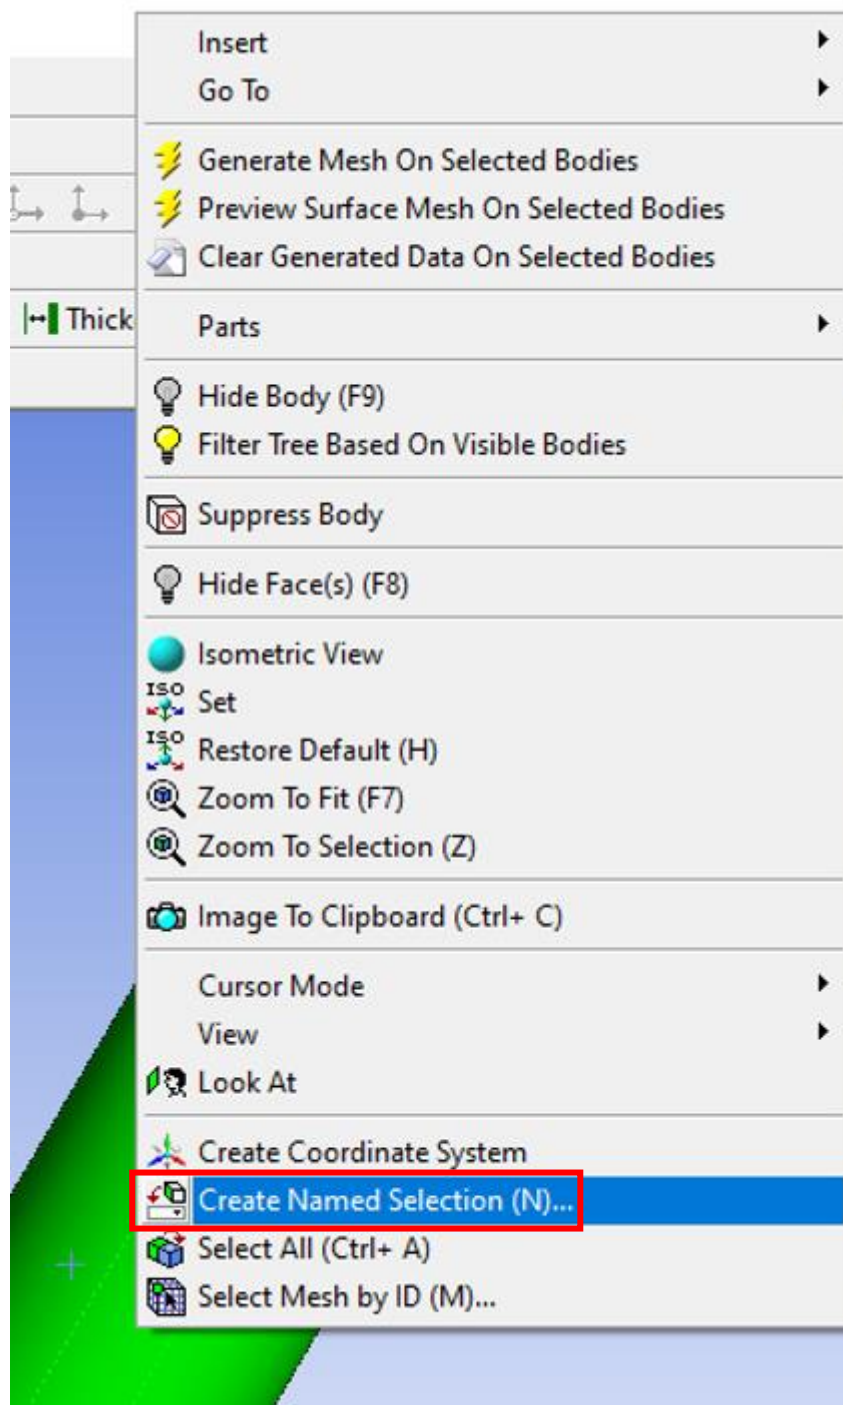 Insert
Go To
Generate Mesh On Selected Bodies
Preview Surface Mesh On Selected Bodies
Clear Generated Data On Selected Bodies
Thick
Parts
Hide Body (F9)
Filter Tree Based On Visible Bodies
Suppress Body
Hide Face(s) (F8)
Isometric View
ISO
Set
ISO
Restore Default (H)
Zoom To Fit (F7)
Zoom To Selection (Z)
Image To Clipboard (Ctrl+ C)
Cursor Mode
View
Look At
Create Coordinate System
Create Named Selection (N)...
Select All (Ctrl+ A)
Select Mesh by ID (M)...